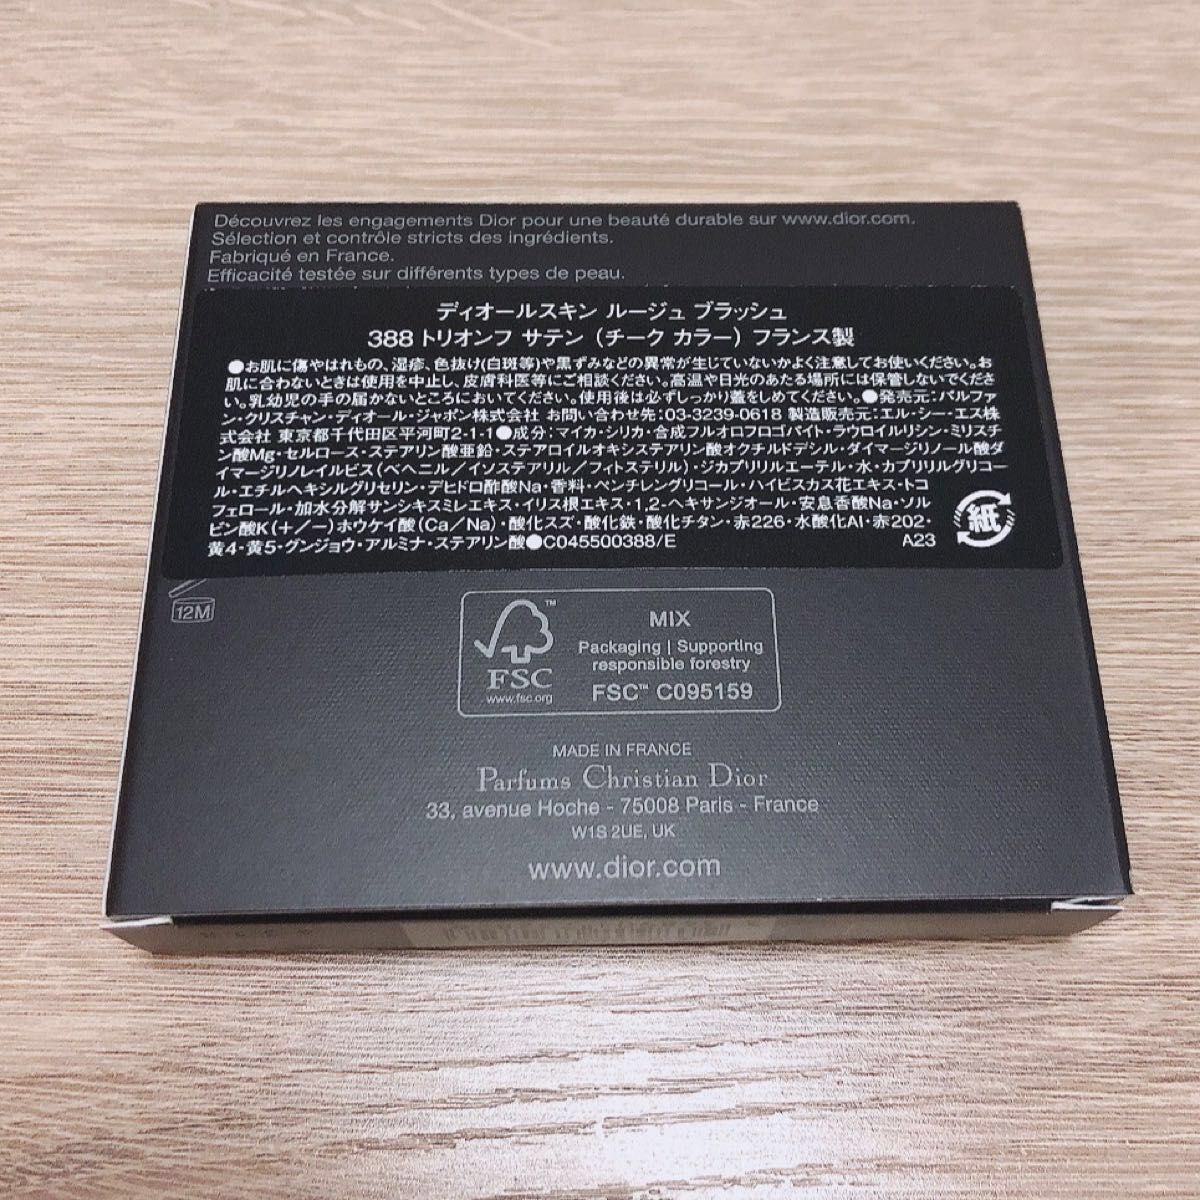 Découvrez les engagements Dior pour une beauté durable sur www.dior.com.
Sélection et contrôle stricts des ingrédients.
Fabriqué en France.
Efficacité testée sur différents types de peau.
ディオールスキン ルージュ ブラッシュ
388 トリオンフ サテン (チーク カラー) フランス製
●お肌に傷やはれもの、湿疹、色抜け(白斑等)や黒ずみなどの異常が生じていないかよく注意してお使いください。お
肌に合わないときは使用を中止し、皮膚科医等にご相談ください。高温や日光のあたる場所には保管しないでくださ
い。乳幼児の手の届かないところにおいてください。使用後は必ずしっかり蓋をしめてください。●発売元:パルファ
ン・クリスチャン・ディオール・ジャポン株式会社 お問い合わせ先:03-3239-0618 製造販売元:エル・シー・エス株
式会社 東京都千代田区平河町2-1-1●成分:マイカ・シリカ・合成フルオロフロゴパイト・ラウロイルリシン・ミリスチ
ン酸Mg・セルロース・ステアリン酸亜鉛・ステアロイルオキシステアリン酸オクチルドデシル・ダイマージリノール酸ダ
イマージリノレイルビス(ベヘニル/イソステアリル/フィトステリル)・ジカプリリルエーテル・水・カプリリルグリコー
ル・エチルヘキシルグリセリン・デヒドロ酢酸Na・香料・ペンチレングリコール・ハイビスカス花エキス・トコ
フェロール・加水分解サンシキスミレエキス・イリス根エキス・1,2-ヘキサンジオール・安息香酸Na・ソル
ビン酸K(+/−)ホウケイ酸(Ca/Na)・酸化スズ・酸化鉄・酸化チタン・赤226・水酸化Al・赤202・
黄4・黄5・グンジョウ・アルミナ・ステアリン酸●C045500388/E
A23
紙
12M
FSC™
www.fsc.org
MIX
Packaging | Supporting
responsible forestry
FSC™ C095159
MADE IN FRANCE
Parfums Christian Dior
33, avenue Hoche - 75008 Paris - France
W1S 2UE, UK
www.dior.com